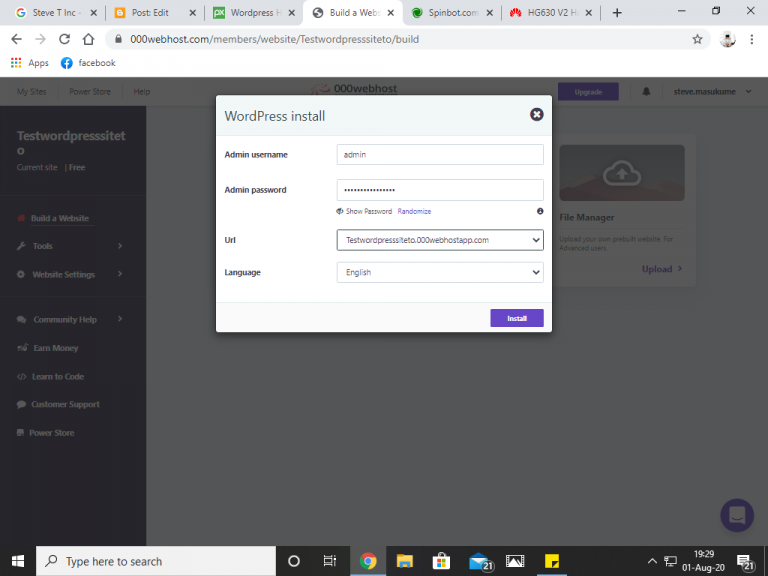 Steve T Inc -
Post: Edit
Wordpress H
Build a Webs
Spinbot.com
HG630 V2 H
000webhost.com/members/website/Testwordpresssiteto/build
Apps
facebook
My Sites
Power Store
Help
000webhost
Upgrade
steve.masukume
Testwordpresssitet
o
Current site | Free
Build a Website
Tools
Website Settings
Community Help
Earn Money
Learn to Code
Customer Support
Power Store
WordPress install
Admin username
admin
Admin password
••••••••••••••••
Show Password Randomize
Url
Testwordpresssiteto.000webhostapp.com
Language
English
Install
File Manager
Upload your own prebuilt website. For
Advanced users.
Upload
Type here to search
21
19:29
01-Aug-20
21